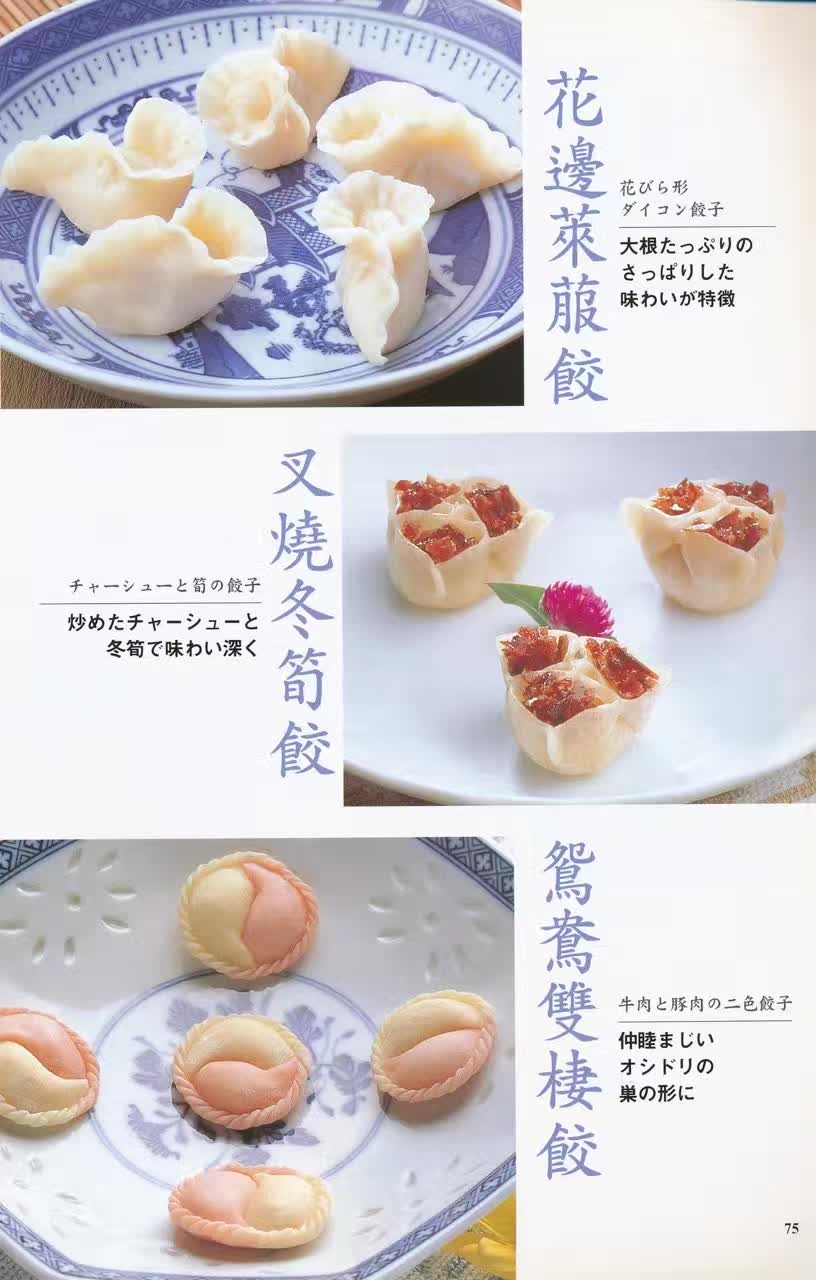 花邊萊菔餃
花びら形
ダイコン餃子
大根たっぷりの
さっぱりした
味わいが特徴
叉燒冬筍餃
チャーシューと筍の餃子
炒めたチャーシューと
冬筍で味わい深く
鴛鴦雙棲餃
牛肉と豚肉の二色餃子
仲睦まじい
オシドリの
巣の形に
75